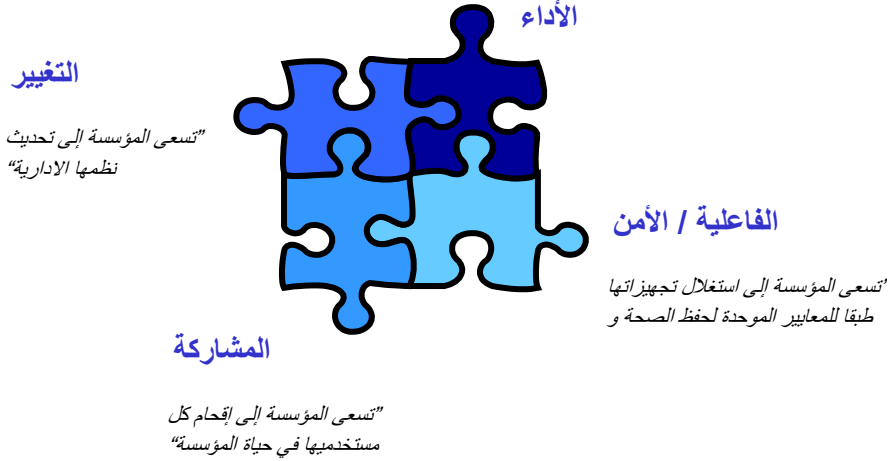 الأداء
التغيير
”تسعى المؤسسة إلى تحديث
نظمها الادارية“
الفاعلية / الأمن
”تسعى المؤسسة إلى استغلال تجهيزاتها
طبقا للمعايير الموحدة لحفظ الصحة و
المشاركة
”تسعى المؤسسة إلى إقحام كل
مستخدميها في حياة المؤسسة“